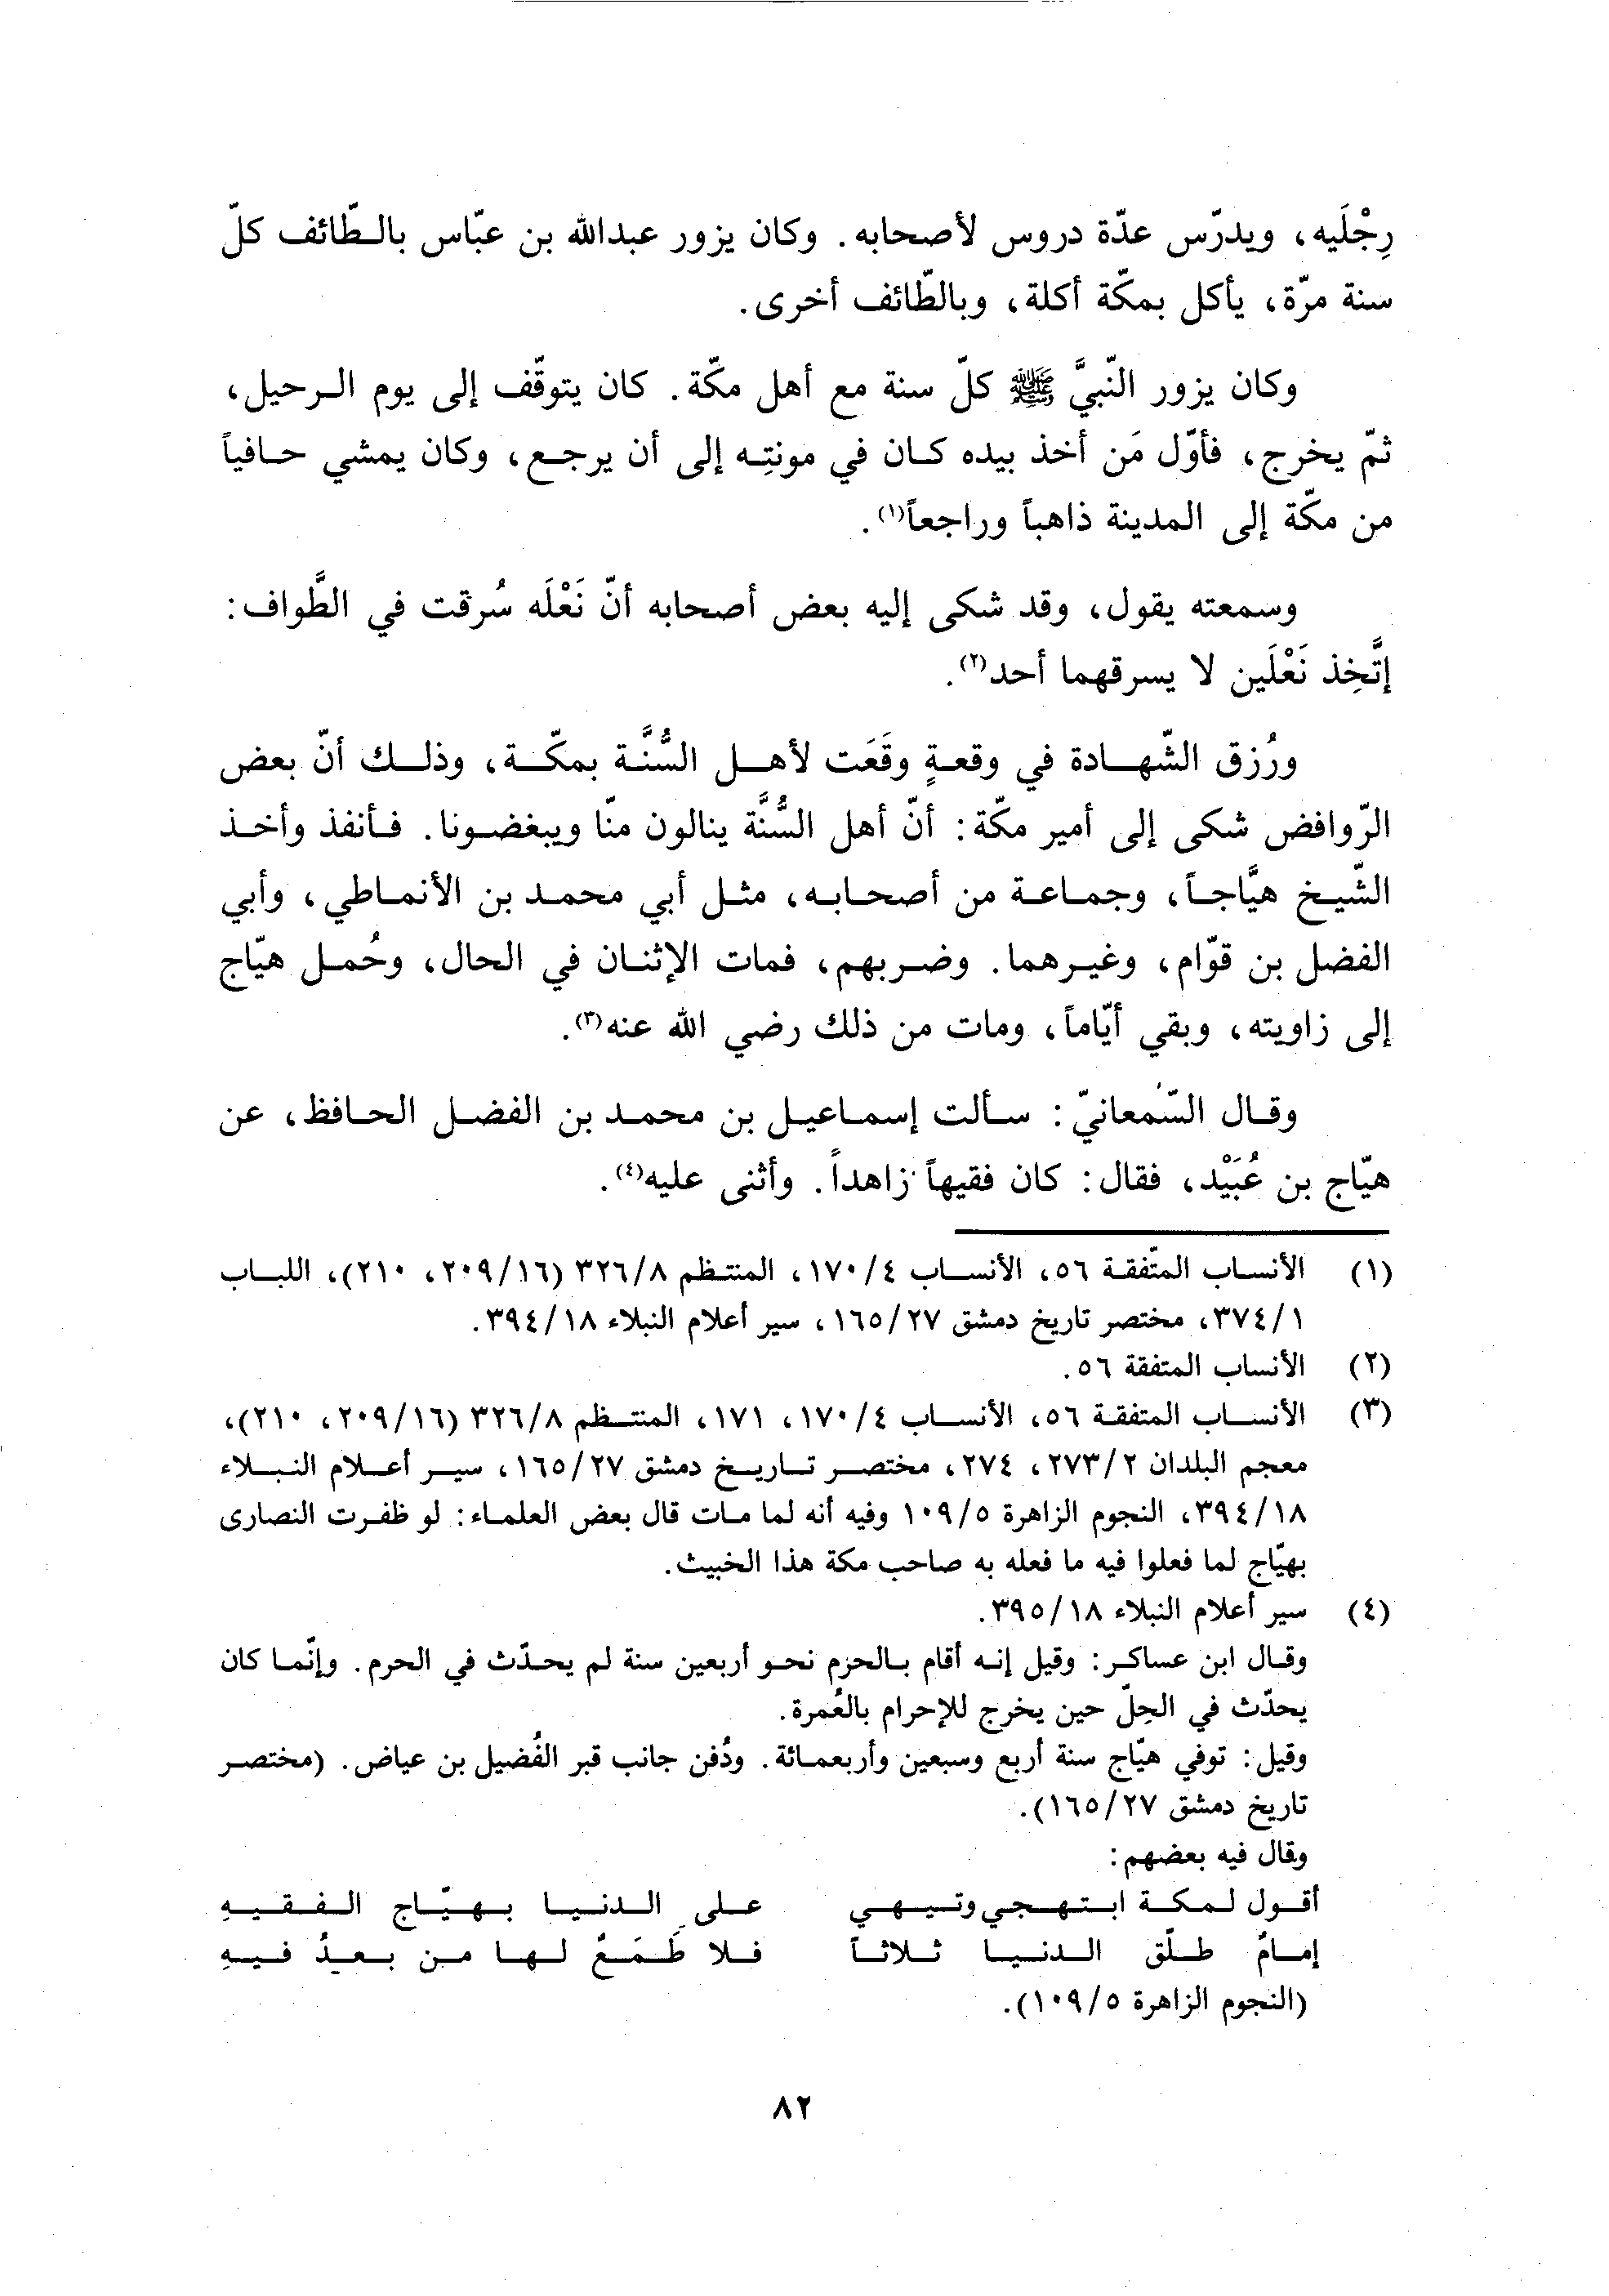 رِجْلَيه، ويدرّس عدّة دروس لأصحابه. وكان يزور عبدالله بن عبّاس بالطّائف كلّ
سنة مرّة، يأكل بمكّة أكلة، وبالطّائف أخرى.
وكان يزور النّبيَّ ﷺ كلّ سنة مع أهل مكّة. كان يتوقّف إلى يوم الرحيل،
ثمّ يخرج، فأوّل مَن أخذ بيده كان في مونتِه إلى أن يرجع، وكان يمشي حافياً
من مكّة إلى المدينة ذاهباً وراجعاً(١).
وسمعته يقول، وقد شكى إليه بعض أصحابه أنّ نَعْلَه سُرقت في الطَّواف:
إتَّخِذ نَعْلَين لا يسرقهما أحد(٢).
ورُزق الشّهادة في وقعةٍ وقَعَت لأهل السُّنَّة بمكّة، وذلك أنّ بعض
الرّوافض شكى إلى أمير مكّة: أنّ أهل السُّنَّة ينالون منّا ويبغضونا. فأنفذ وأخذ
الشّيخ هيَّاجاً، وجماعة من أصحابه، مثل أبي محمد بن الأنماطي، وأبي
الفضل بن قوّام، وغيرهما. وضربهم، فمات الإثنان في الحال، وحُمل هيّاج
إلى زاويته، وبقي أيّاماً، ومات من ذلك رضي الله عنه(٣).
وقال السّمعانيّ: سألت إسماعيل بن محمد بن الفضل الحافظ، عن
هيّاج بن عُبَيْد، فقال: كان فقيهاً زاهداً. وأثنى عليه(٤).
(١) الأنساب المتّفقة ٥٦، الأنساب ١٧٠/٤، المنتظم ٣٢٦/٨ (٢٠٩/١٦، ٢١٠)، اللباب
٣٧٤/١، مختصر تاريخ دمشق ١٦٥/٢٧، سير أعلام النبلاء ٣٩٤/١٨.
(٢) الأنساب المتفقة ٥٦.
(٣) الأنساب المتفقة ٥٦، الأنساب ١٧٠/٤، ١٧١، المنتظم ٣٢٦/٨ (٢٠٩/١٦، ٢١٠)،
معجم البلدان ٢٧٣/٢، ٢٧٤، مختصر تاريخ دمشق ١٦٥/٢٧، سير أعلام النبلاء
٣٩٤/١٨، النجوم الزاهرة ١٠٩/٥ وفيه أنه لما مات قال بعض العلماء: لو ظفرت النصارى
بهيّاج لما فعلوا فيه ما فعله به صاحب مكة هذا الخبيث.
(٤) سير أعلام النبلاء ٣٩٥/١٨.
وقال ابن عساكر: وقيل إنه أقام بالحزم نحو أربعين سنة لم يحدّث في الحرم. وإنّما كان
يحدّث في الحِلّ حين يخرج للإحرام بالعُمرة.
وقيل: توفي هيّاج سنة أربع وسبعين وأربعمائة. ودُفن جانب قبر الفُضيل بن عياض. (مختصر
تاريخ دمشق ١٦٥/٢٧).
وقال فيه بعضهم:
أقول لمكة ابتهجي وتيهي على الدنيا بهيّاج الفقيهِ
إمامُ طلّق الدنيا ثلاثاً فلا طَمَعُ لها من بعدُ فيهِ
(النجوم الزاهرة ١٠٩/٥).
٨٢